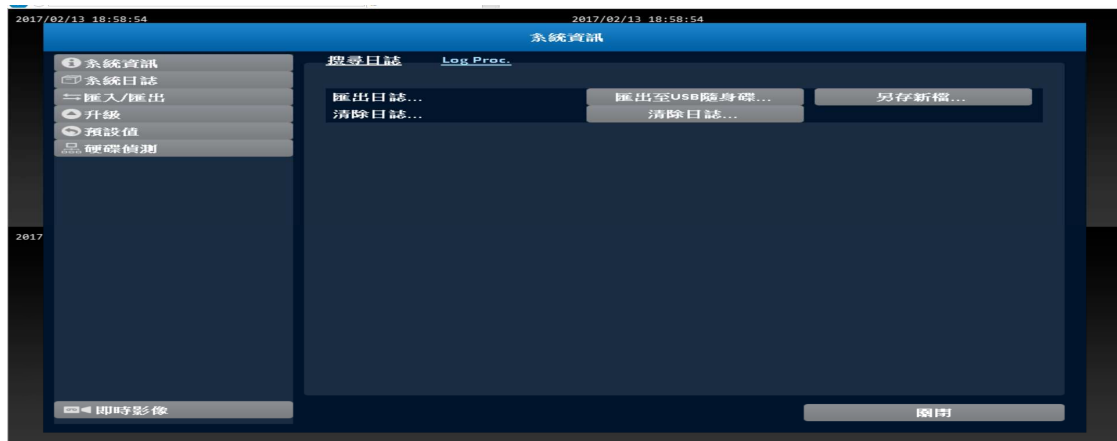 2017/02/13 18:58:54
2017/02/13 18:58:54
系統資訊
系統資訊
系統日誌
匯入/匯出
升級
預設值
硬碟偵測
搜尋日誌 Log Proc.
匯出日誌... 匯出至USB隨身碟... 另存新檔...
清除日誌... 清除日誌...
2017
即時影像
關閉